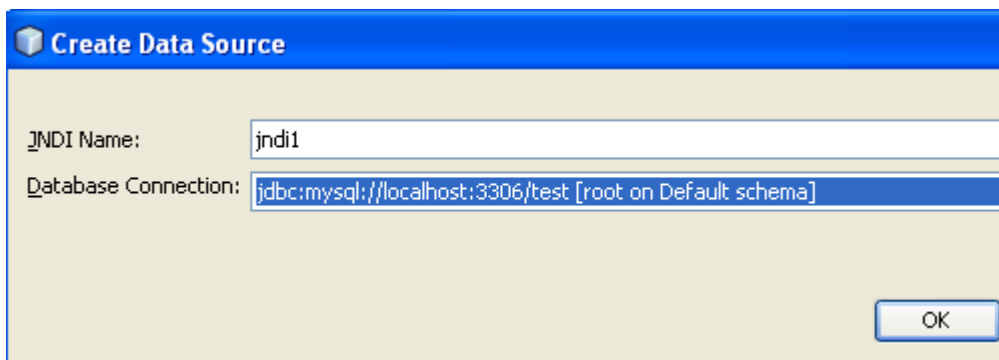 Create Data Source
JNDI Name:
jndi1
Database Connection:
jdbc:mysql://localhost:3306/test [root on Default schema]
OK